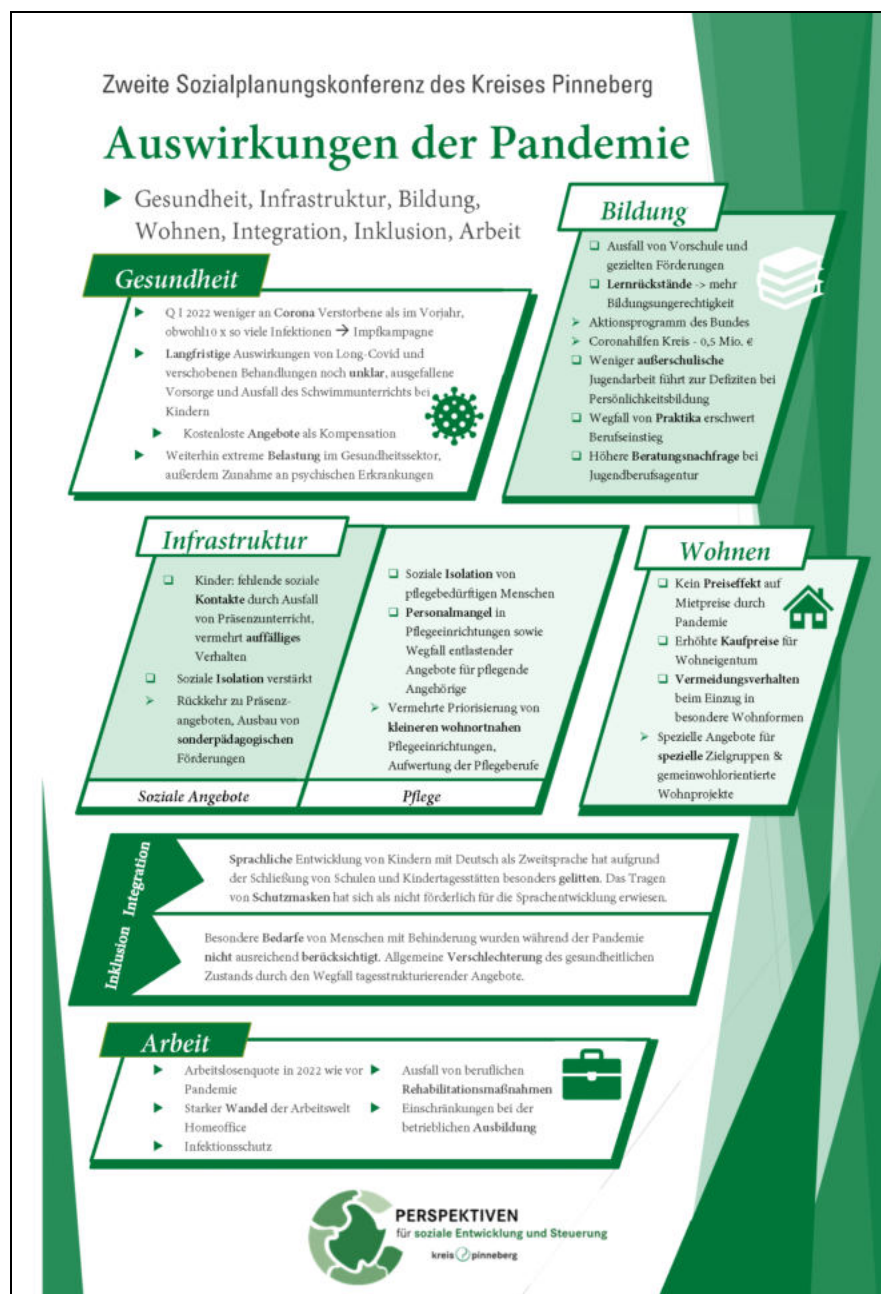 Zweite Sozialplanungskonferenz des Kreises Pinneberg
Auswirkungen der Pandemie
▶ Gesundheit, Infrastruktur, Bildung,
Wohnen, Integration, Inklusion, Arbeit
Bildung
❑ Ausfall von Vorschule und
gezielten Förderungen
❑ Lernrückstände -> mehr
Bildungsungerechtigkeit
➢ Aktionsprogramm des Bundes
➢ Coronahilfen Kreis - 0,5 Mio. €
❑ Weniger außerschulische
Jugendarbeit führt zur Defiziten bei
Persönlichkeitsbildung
❑ Wegfall von Praktika erschwert
Berufseinstieg
❑ Höhere Beratungsnachfrage bei
Jugendberufsagentur
Gesundheit
▶ Q I 2022 weniger an Corona Verstorbene als im Vorjahr,
obwohl10 x so viele Infektionen → Impfkampagne
▶ Langfristige Auswirkungen von Long-Covid und
verschobenen Behandlungen noch unklar, ausgefallene
Vorsorge und Ausfall des Schwimmunterrichts bei
Kindern
▶ Kostenloste Angebote als Kompensation
▶ Weiterhin extreme Belastung im Gesundheitssektor,
außerdem Zunahme an psychischen Erkrankungen
Infrastruktur
❑ Kinder: fehlende soziale
Kontakte durch Ausfall
von Präsenzunterricht,
vermehrt auffälliges
Verhalten
❑ Soziale Isolation verstärkt
➢ Rückkehr zu Präsenz-
angeboten, Ausbau von
sonderpädagogischen
Förderungen
Soziale Angebote
❑ Soziale Isolation von
pflegebedürftigen Menschen
❑ Personalmangel in
Pflegeeinrichtungen sowie
Wegfall entlastender
Angebote für pflegende
Angehörige
➢ Vermehrte Priorisierung von
kleineren wohnortnahen
Pflegeeinrichtungen,
Aufwertung der Pflegeberufe
Pflege
Wohnen
❑ Kein Preiseffekt auf
Mietpreise durch
Pandemie
❑ Erhöhte Kaufpreise für
Wohneigentum
❑ Vermeidungsverhalten
beim Einzug in
besondere Wohnformen
➢ Spezielle Angebote für
spezielle Zielgruppen &
gemeinwohlorientierte
Wohnprojekte
Integration
Sprachliche Entwicklung von Kindern mit Deutsch als Zweitsprache hat aufgrund
der Schließung von Schulen und Kindertagesstätten besonders gelitten. Das Tragen
von Schutzmasken hat sich als nicht förderlich für die Sprachentwicklung erwiesen.
Inklusion
Besondere Bedarfe von Menschen mit Behinderung wurden während der Pandemie
nicht ausreichend berücksichtigt. Allgemeine Verschlechterung des gesundheitlichen
Zustands durch den Wegfall tagesstrukturierender Angebote.
Arbeit
▶ Arbeitslosenquote in 2022 wie vor
Pandemie
▶ Starker Wandel der Arbeitswelt
Homeoffice
▶ Infektionsschutz
▶ Ausfall von beruflichen
Rehabilitationsmaßnahmen
▶ Einschränkungen bei der
betrieblichen Ausbildung
PERSPEKTIVEN
für soziale Entwicklung und Steuerung
kreis pinneberg